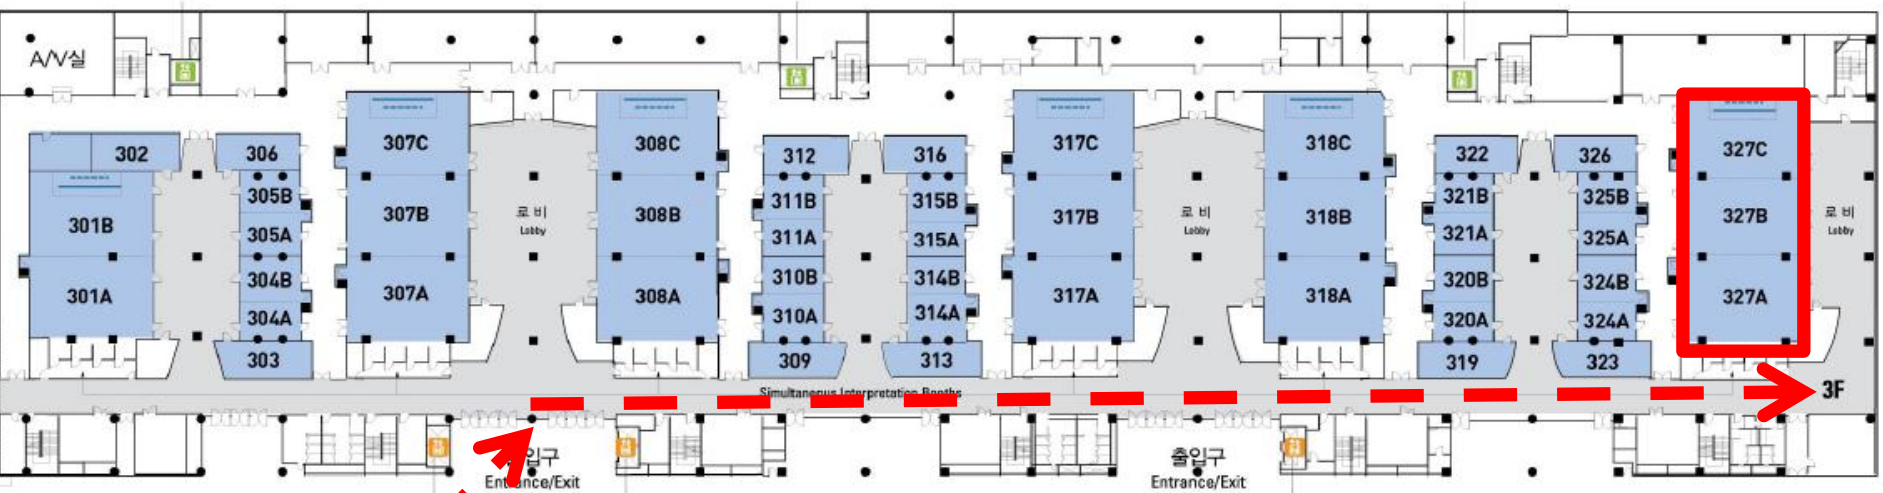 A/V실
302
306
307C
308C
312
316
317C
318C
322
326
327C
305B
301B
307B
로비
Lobby
308B
311B
315B
317B
로비
Lobby
318B
321B
325B
327B
로비
Lobby
305A
311A
315A
321A
325A
304B
301A
307A
308A
310B
314B
317A
318A
320B
324B
327A
304A
310A
314A
320A
324A
303
309
313
319
323
Simultaneous Interpretation Booths
3F
입구
Entrance/Exit
출입구
Entrance/Exit